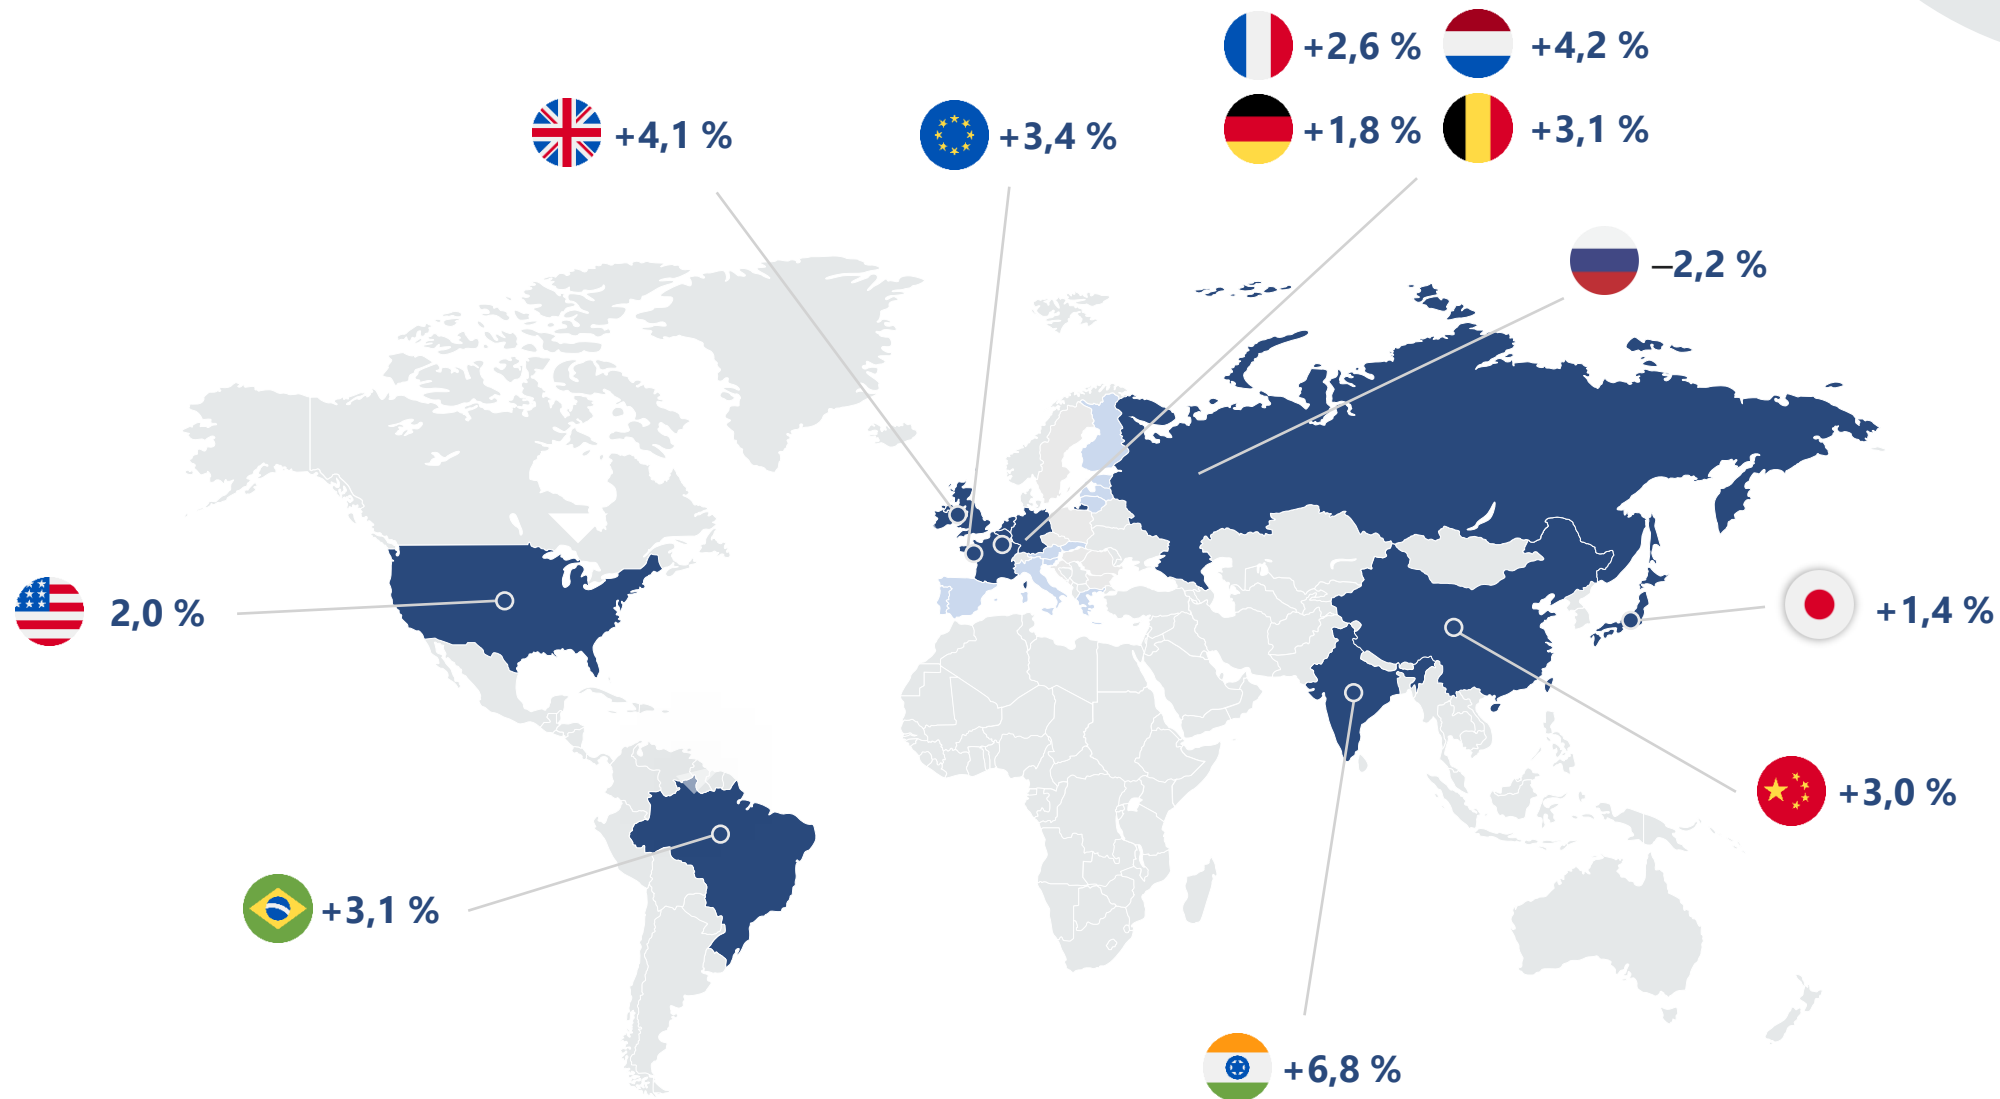 +2,6 % +4,2 %
+4,1 % +3,4 % +1,8 % +3,1 %
–2,2 %
2,0 % +1,4 %
+3,0 %
+3,1 %
+6,8 %